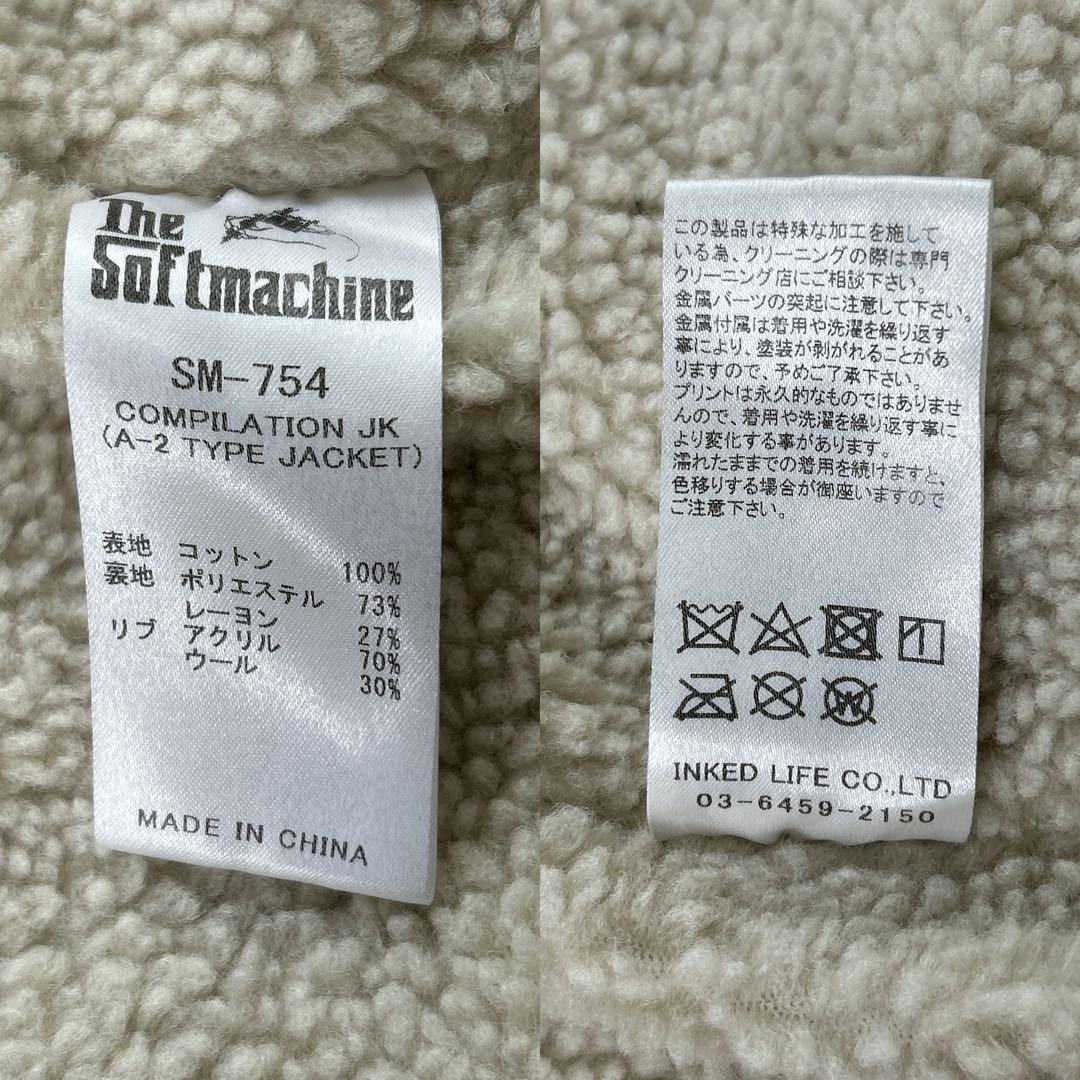 The
Softmachine
SM-754
COMPILATION JK
(A-2 TYPE JACKET)
表地 コットン 100%
裏地 ポリエステル 73%
レーヨン 27%
リブ アクリル 70%
ウール 30%
MADE IN CHINA
この製品は特殊な加工を施して
いる為、クリーニングの際は専門
クリーニング店にご相談下さい。
金属パーツの突起に注意して下さい。
金属付属は着用や洗濯を繰り返す
事により、塗装が剥がれることがあ
りますので、予めご了承下さい。
プリントは永久的なものではありませ
んので、着用や洗濯を繰り返す事に
より変化する事があります。
濡れたままでの着用を続けますと、
色移りする場合が御座いますので
ご注意下さい。
W
INKED LIFE CO.,LTD
03-6459-2150